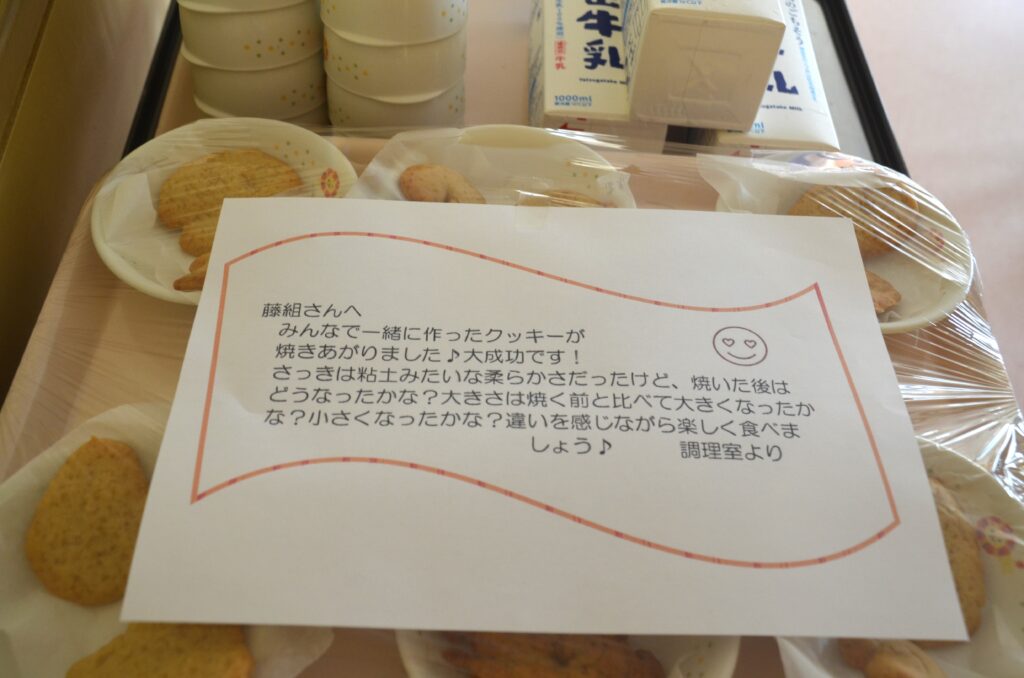 牛乳
牛乳
Yatsugatake Milk
1000ml
藤組さんへ
みんなで一緒に作ったクッキーが
焼きあがりました♪大成功です！
さっきは粘土みたいな柔らかさだったけど、焼いた後は
どうなったかな？大きさは焼く前と比べて大きくなったか
な？小さくなったかな？違いを感じながら楽しく食べま
しょう♪　調理室より